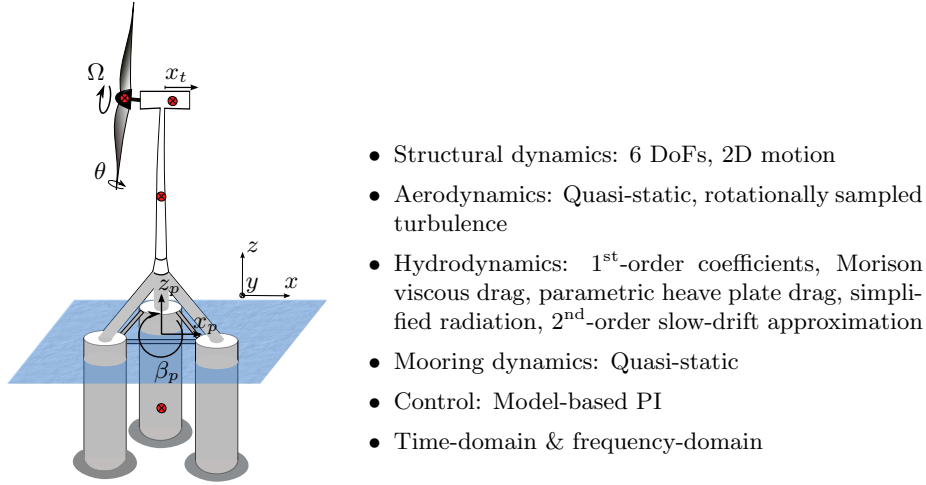 Ω
x_t
θ
z
y
x
z_p
x_p
β_p
• Structural dynamics: 6 DoFs, 2D motion
• Aerodynamics: Quasi-static, rotationally sampled
turbulence
• Hydrodynamics: 1st-order coefficients, Morison
viscous drag, parametric heave plate drag, simpli-
fied radiation, 2nd-order slow-drift approximation
• Mooring dynamics: Quasi-static
• Control: Model-based PI
• Time-domain & frequency-domain